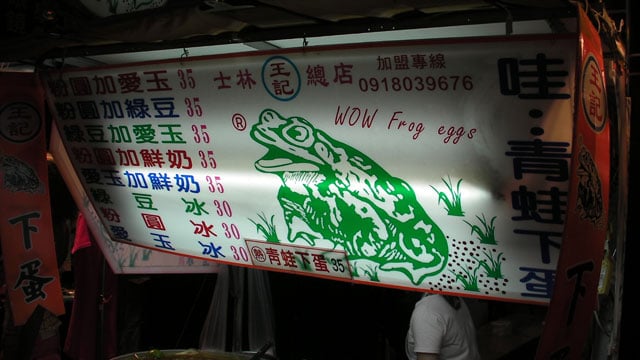 粉圓加愛玉 35
粉圓加綠豆 35
綠豆加愛玉 35
粉圓加鮮奶 35
愛玉加鮮奶 35
綠豆冰 30
粉圓冰 30
愛玉冰 30
士林 王記 總店
加盟專線
0918039676
®
WOW Frog eggs
哇:青蛙下蛋
熱 青蛙下蛋 35
王記
下蛋
王記
下